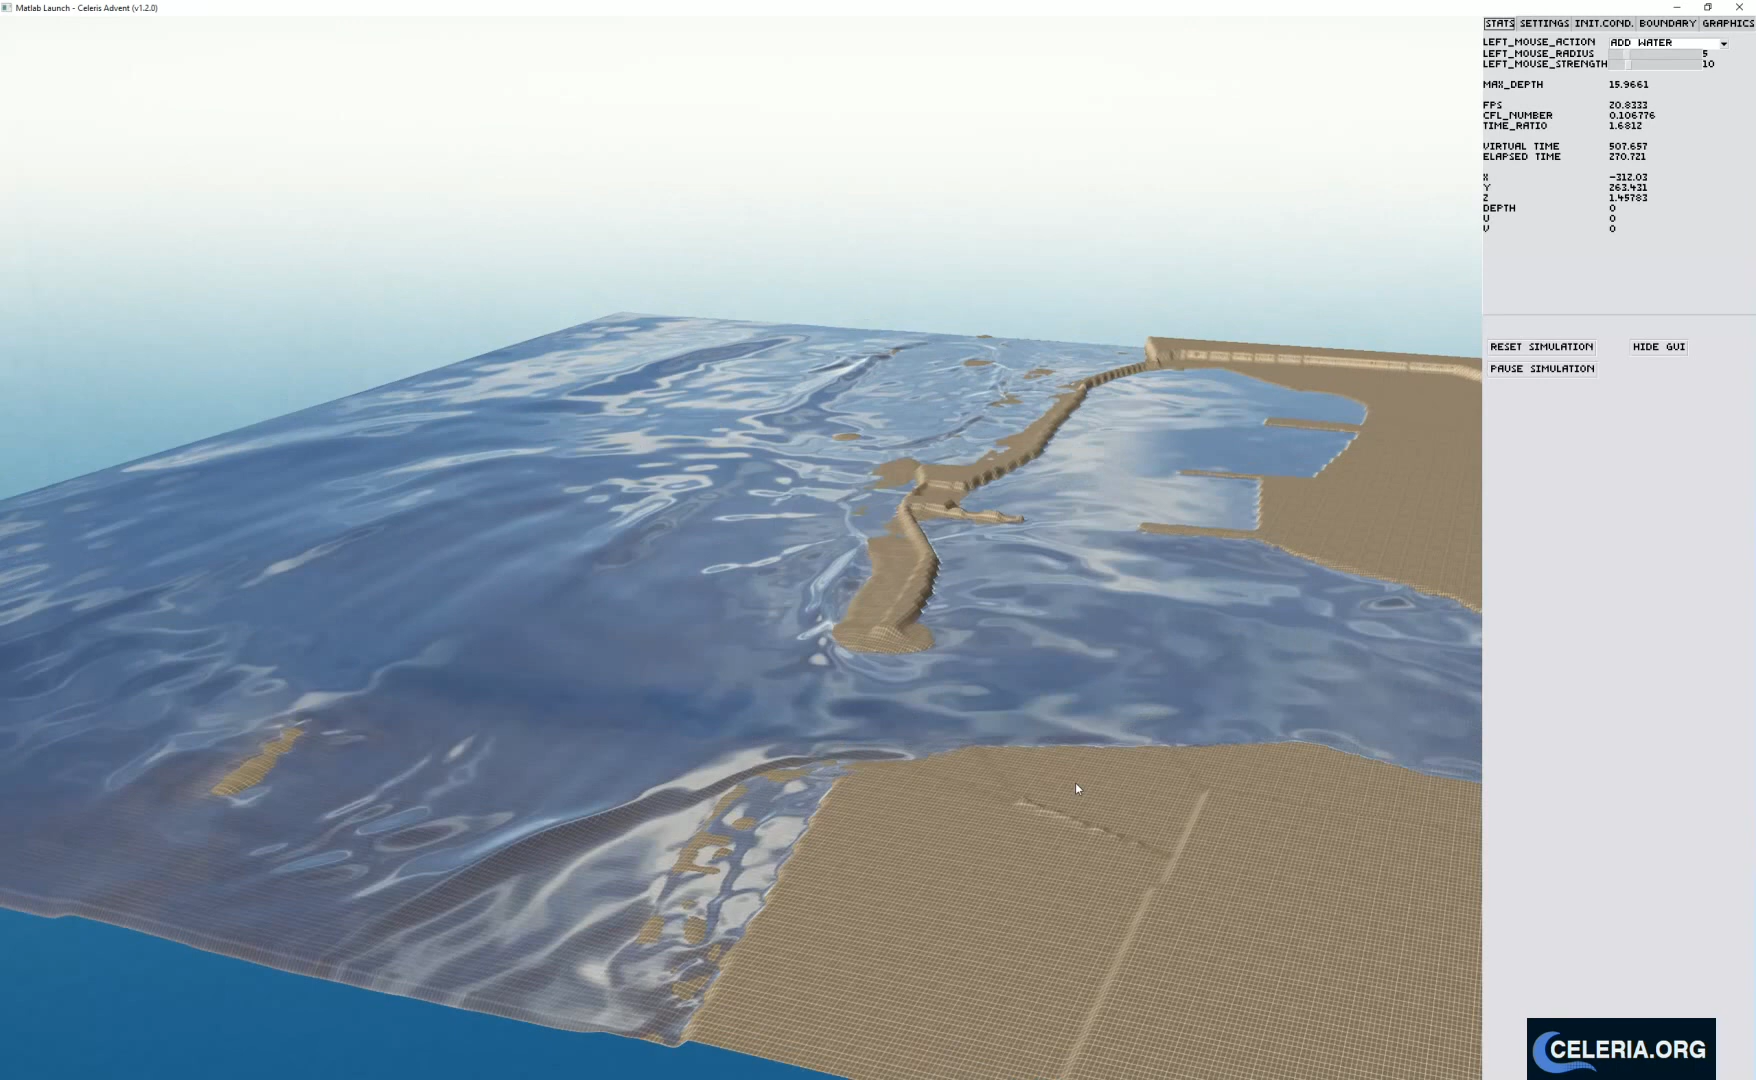 Matlab Launch - Celeris Advent (v1.2.0)
STATS SETTINGS INIT.COND. BOUNDARY GRAPHICS
LEFT_MOUSE_ACTION ADD WATER
LEFT_MOUSE_RADIUS 5
LEFT_MOUSE_STRENGTH 10
MAX_DEPTH 15.9661
FPS 20.8333
CFL_NUMBER 0.106776
TIME_RATIO 1.6812
VIRTUAL TIME 507.657
ELAPSED TIME 270.721
X -312.03
Y 263.431
Z 1.45783
DEPTH 0
U 0
V 0
RESET SIMULATION HIDE GUI
PAUSE SIMULATION
CELERIA.ORG